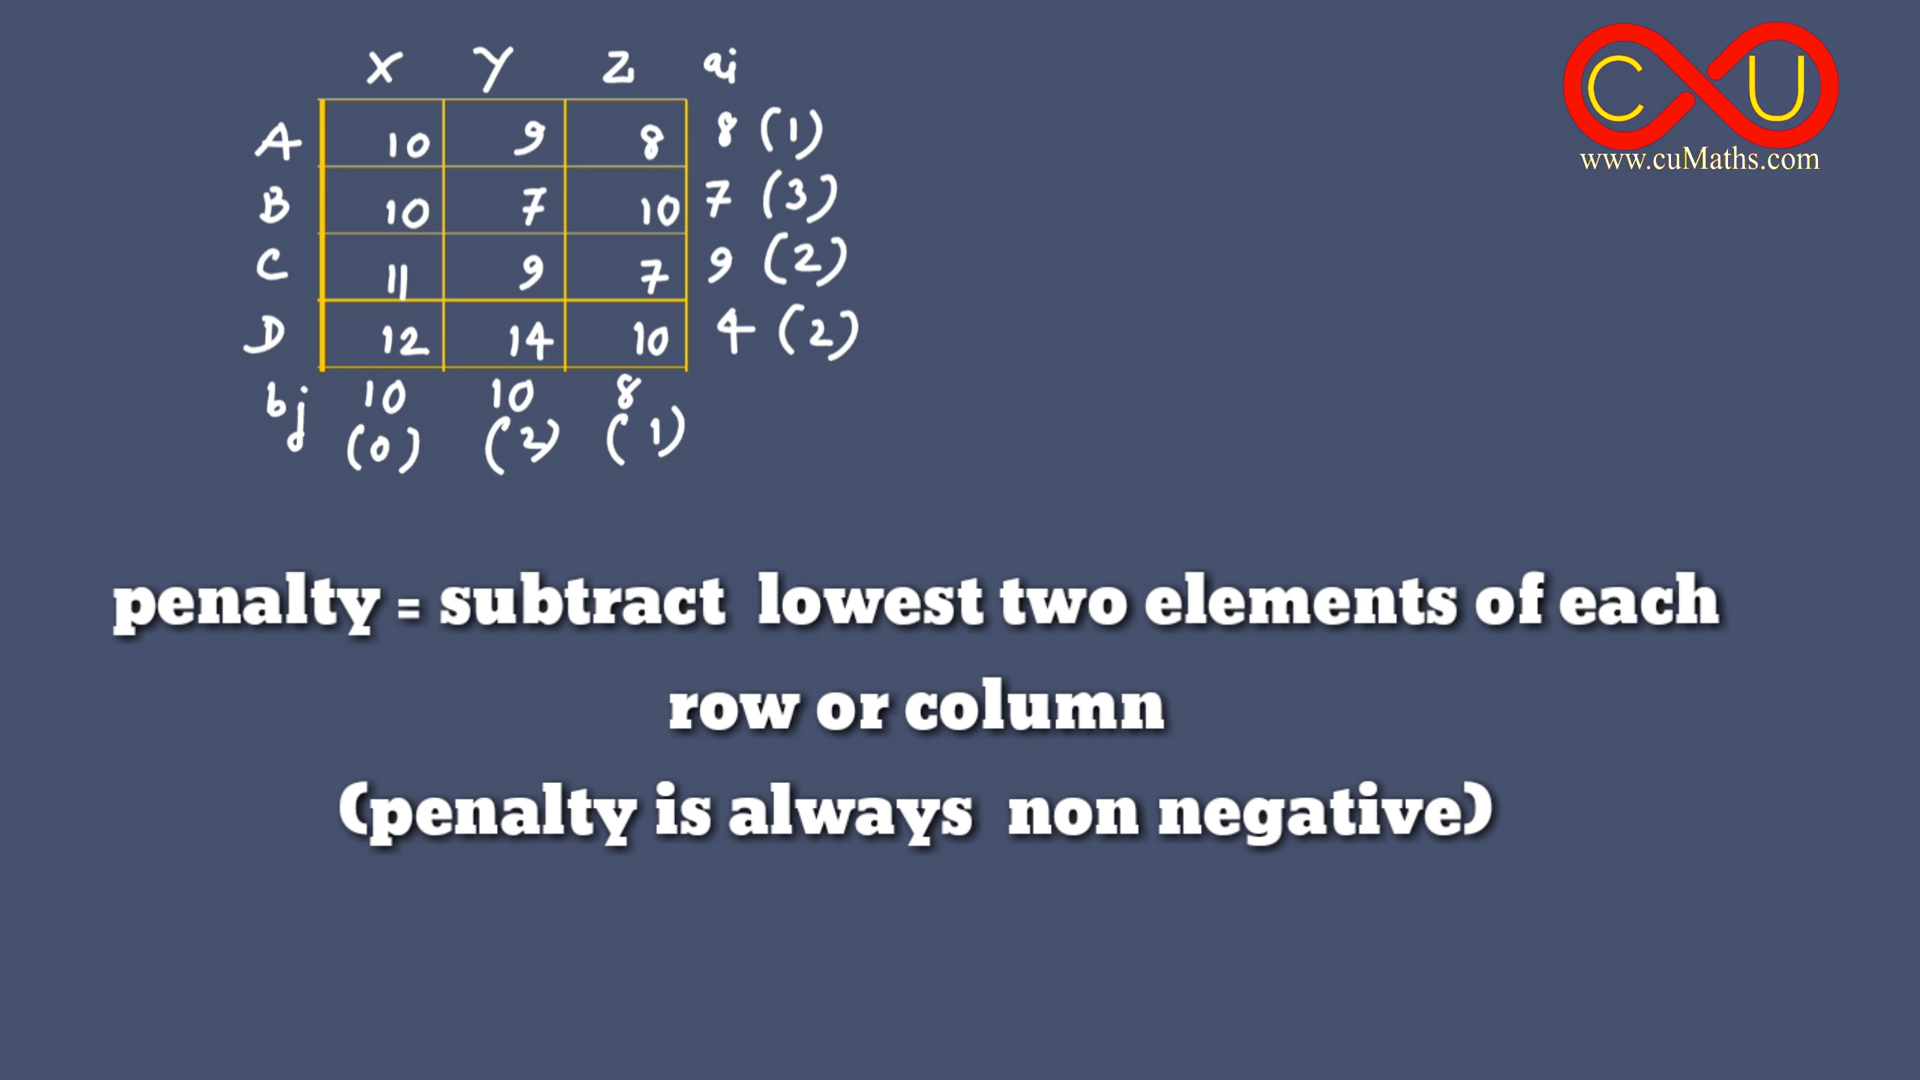 X Y Z ai
A 10 9 8 8 (1)
B 10 7 10 7 (3)
C 11 9 7 9 (2)
D 12 14 10 4 (2)
bj 10 10 8
(0) (2) (1)
CU
www.cuMaths.com
penalty = subtract lowest two elements of each
row or column
(penalty is always non negative)